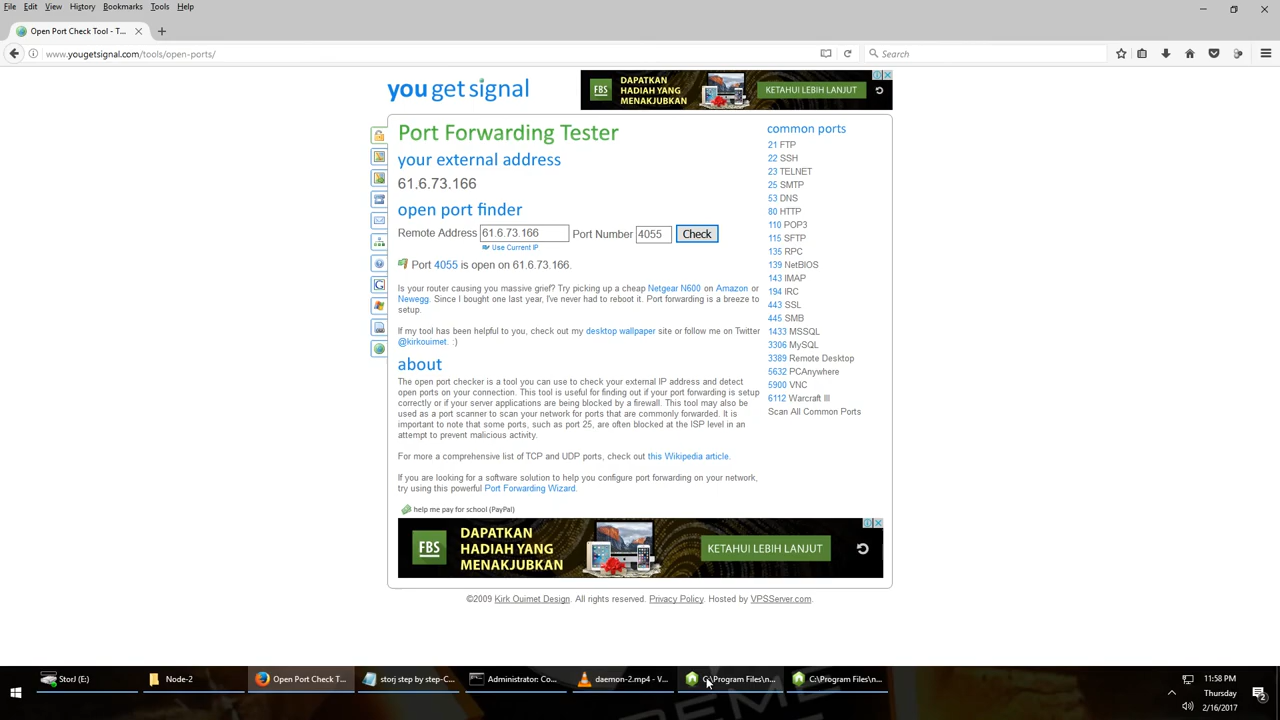 File Edit View History Bookmarks Tools Help
Open Port Check Tool - T...
www.yougetsignal.com/tools/open-ports/
Search
you get signal
FBS
DAPATKAN
HADIAH YANG
MENAKJUBKAN
KETAHUI LEBIH LANJUT
Port Forwarding Tester
your external address
61.6.73.166
open port finder
Remote Address 61.6.73.166 Port Number 4055 Check
Use Current IP
Port 4055 is open on 61.6.73.166.
Is your router causing you massive grief? Try picking up a cheap Netgear N600 on Amazon or
Newegg. Since I bought one last year, I've never had to reboot it. Port forwarding is a breeze to
setup.
If my tool has been helpful to you, check out my desktop wallpaper site or follow me on Twitter
@kirkouimet. :)
about
The open port checker is a tool you can use to check your external IP address and detect
open ports on your connection. This tool is useful for finding out if your port forwarding is setup
correctly or if your server applications are being blocked by a firewall. This tool may also be
used as a port scanner to scan your network for ports that are commonly forwarded. It is
important to note that some ports, such as port 25, are often blocked at the ISP level in an
attempt to prevent malicious activity.
For more a comprehensive list of TCP and UDP ports, check out this Wikipedia article.
If you are looking for a software solution to help you configure port forwarding on your network,
try using this powerful Port Forwarding Wizard.
help me pay for school (PayPal)
common ports
21 FTP
22 SSH
23 TELNET
25 SMTP
53 DNS
80 HTTP
110 POP3
115 SFTP
135 RPC
139 NetBIOS
143 IMAP
194 IRC
443 SSL
445 SMB
1433 MSSQL
3306 MySQL
3389 Remote Desktop
5632 PCAnywhere
5900 VNC
6112 Warcraft III
Scan All Common Ports
FBS
DAPATKAN
HADIAH YANG
MENAKJUBKAN
KETAHUI LEBIH LANJUT
©2009 Kirk Ouimet Design. All rights reserved. Privacy Policy. Hosted by VPSServer.com.
StorJ (E:)
Node-2
Open Port Check T...
storj step by step-C...
Administrator: Co...
daemon-2.mp4 - V...
C:\Program Files\n...
C:\Program Files\n...
11:58 PM
Thursday
2/16/2017
2